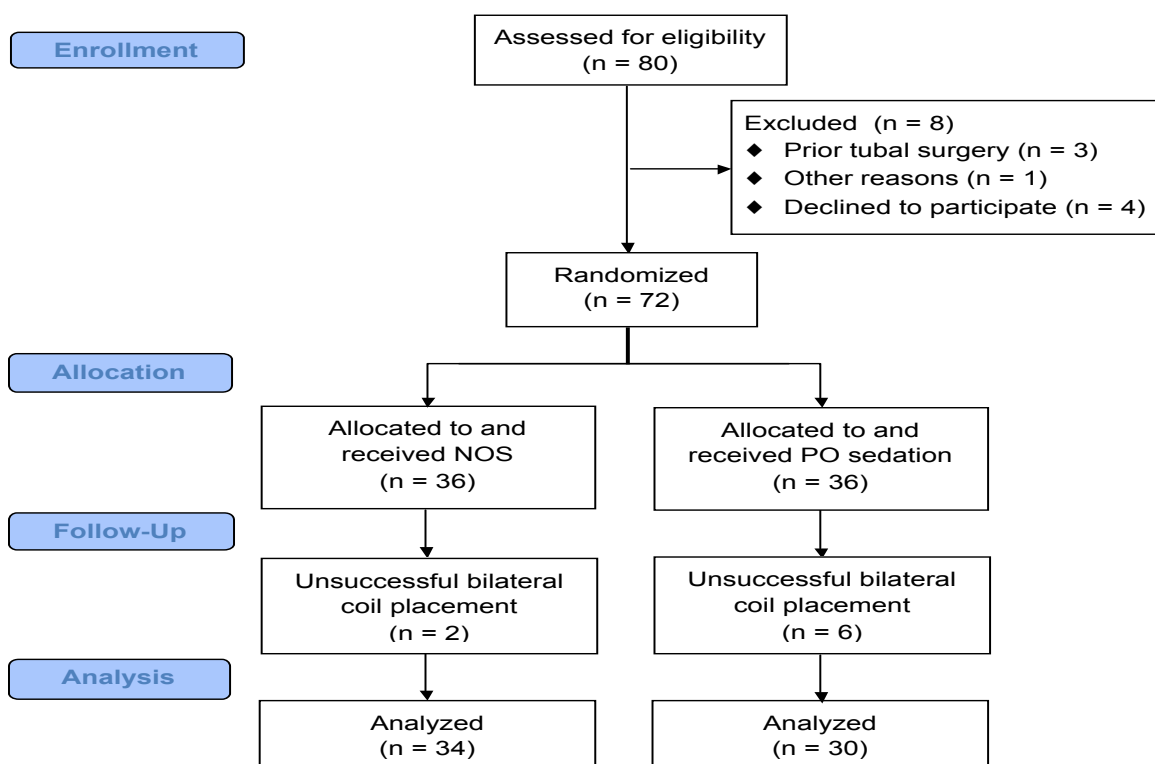 Enrollment
Assessed for eligibility
(n = 80)
Excluded (n = 8)
◆ Prior tubal surgery (n = 3)
◆ Other reasons (n = 1)
◆ Declined to participate (n = 4)
Randomized
(n = 72)
Allocation
Allocated to and
received NOS
(n = 36)
Allocated to and
received PO sedation
(n = 36)
Follow-Up
Unsuccessful bilateral
coil placement
(n = 2)
Unsuccessful bilateral
coil placement
(n = 6)
Analysis
Analyzed
(n = 34)
Analyzed
(n = 30)